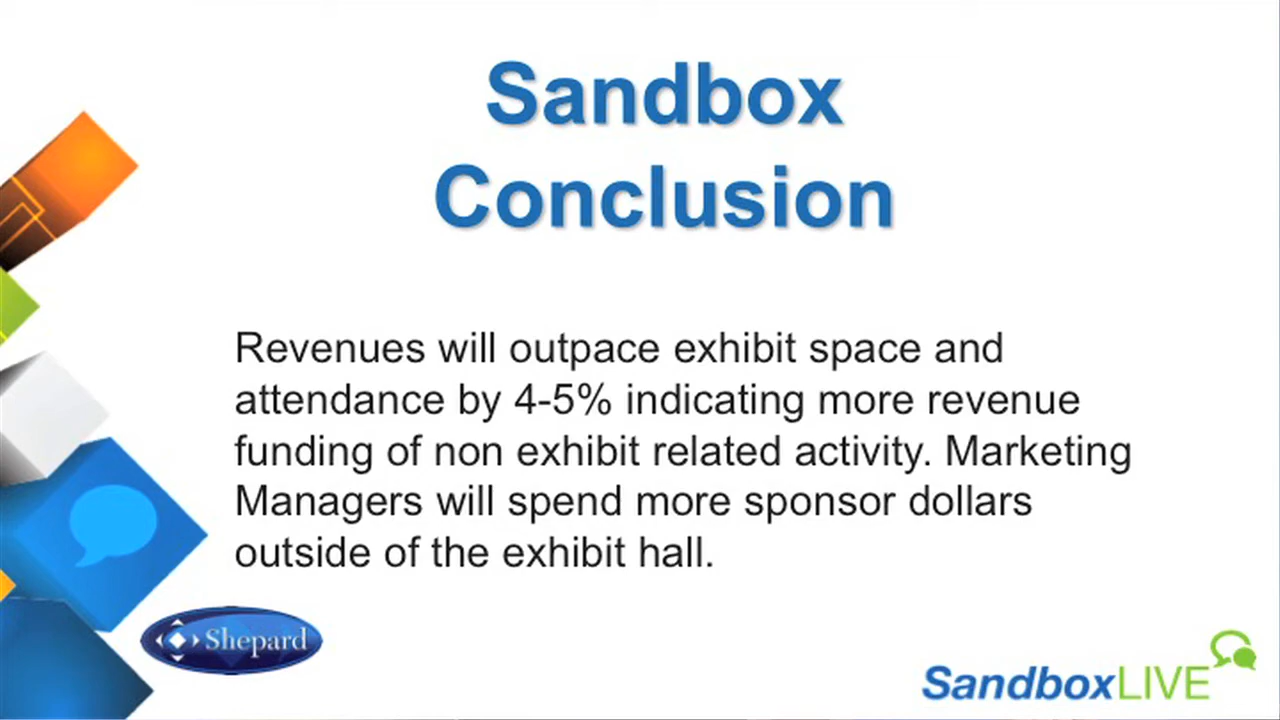 Sandbox
Conclusion
Revenues will outpace exhibit space and
attendance by 4-5% indicating more revenue
funding of non exhibit related activity. Marketing
Managers will spend more sponsor dollars
outside of the exhibit hall.
Shepard
SandboxLIVE